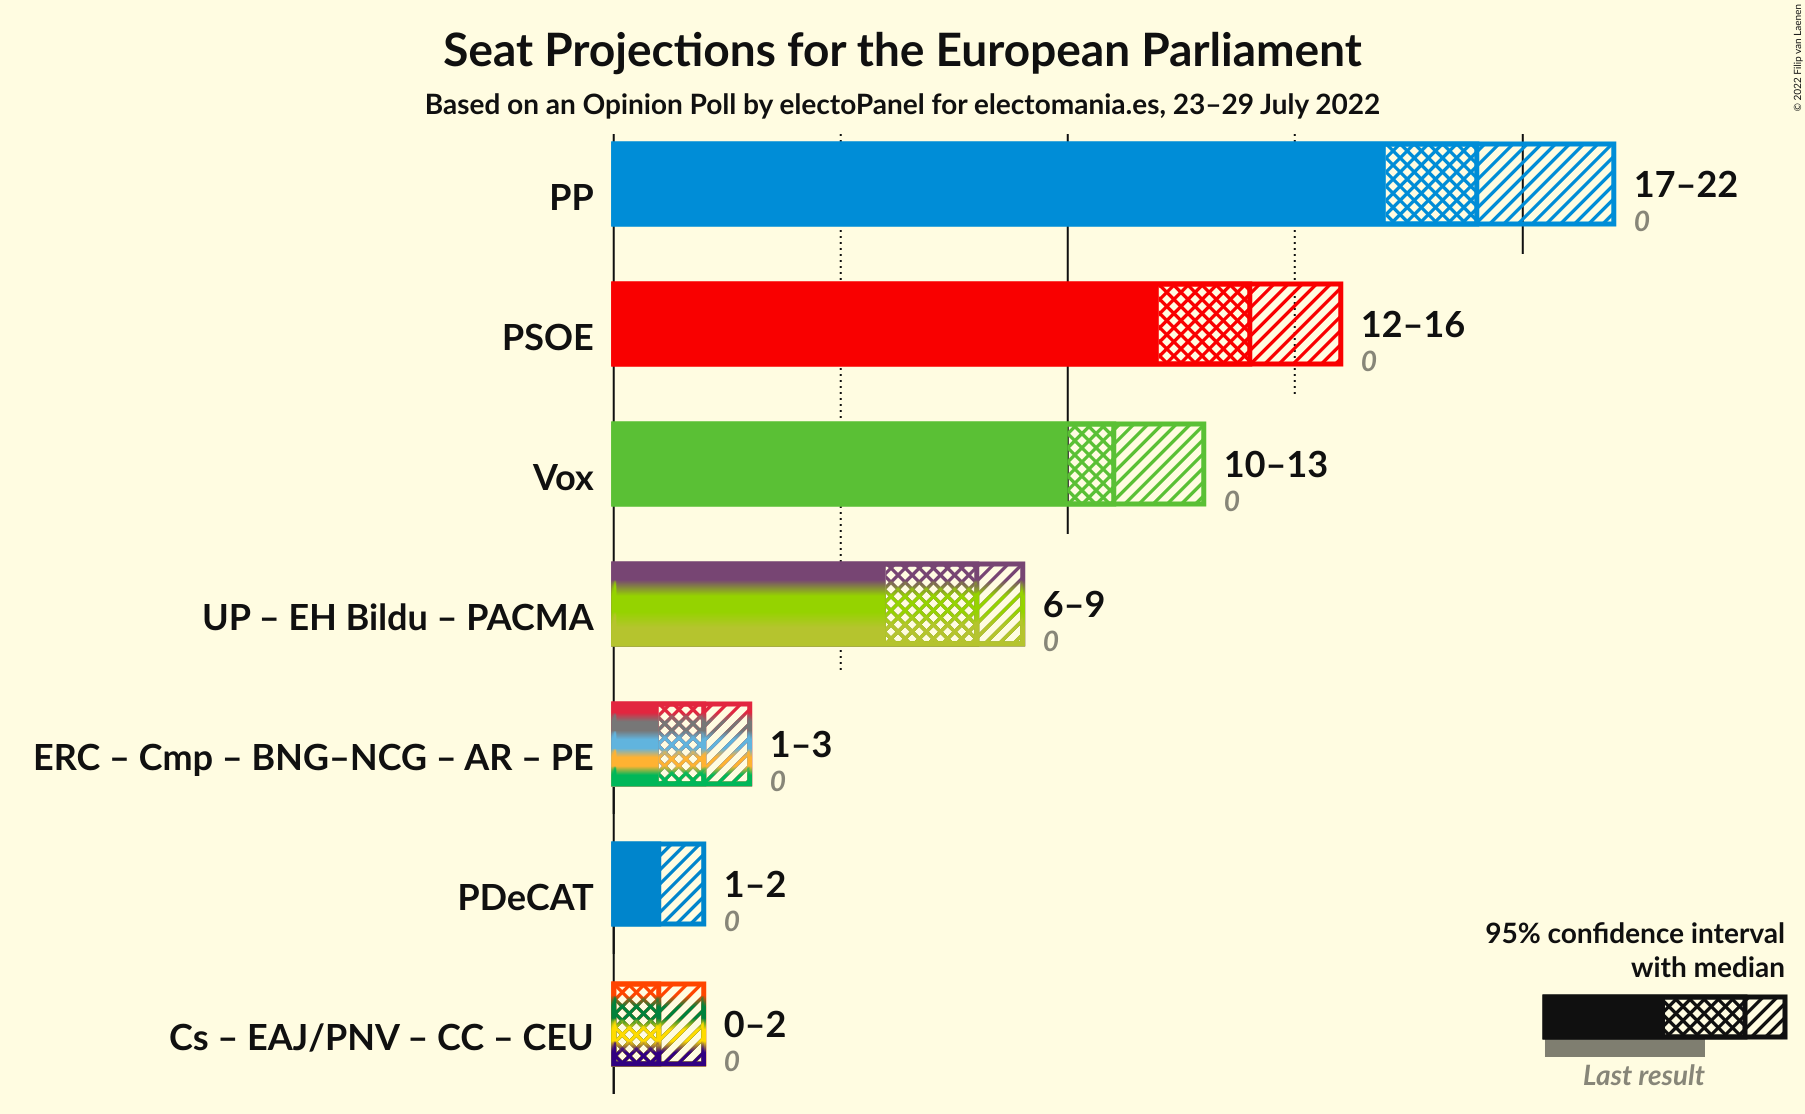 Seat Projections for the European Parliament
Based on an Opinion Poll by electoPanel for electomania.es, 23–29 July 2022
© 2022 Filip van Laenen
PP
17–22
0
PSOE
12–16
0
Vox
10–13
0
UP – EH Bildu – PACMA
6–9
0
ERC – Cmp – BNG–NCG – AR – PE
1–3
0
PDeCAT
1–2
0
Cs – EAJ/PNV – CC – CEU
0–2
0
95% confidence interval
with median
Last result